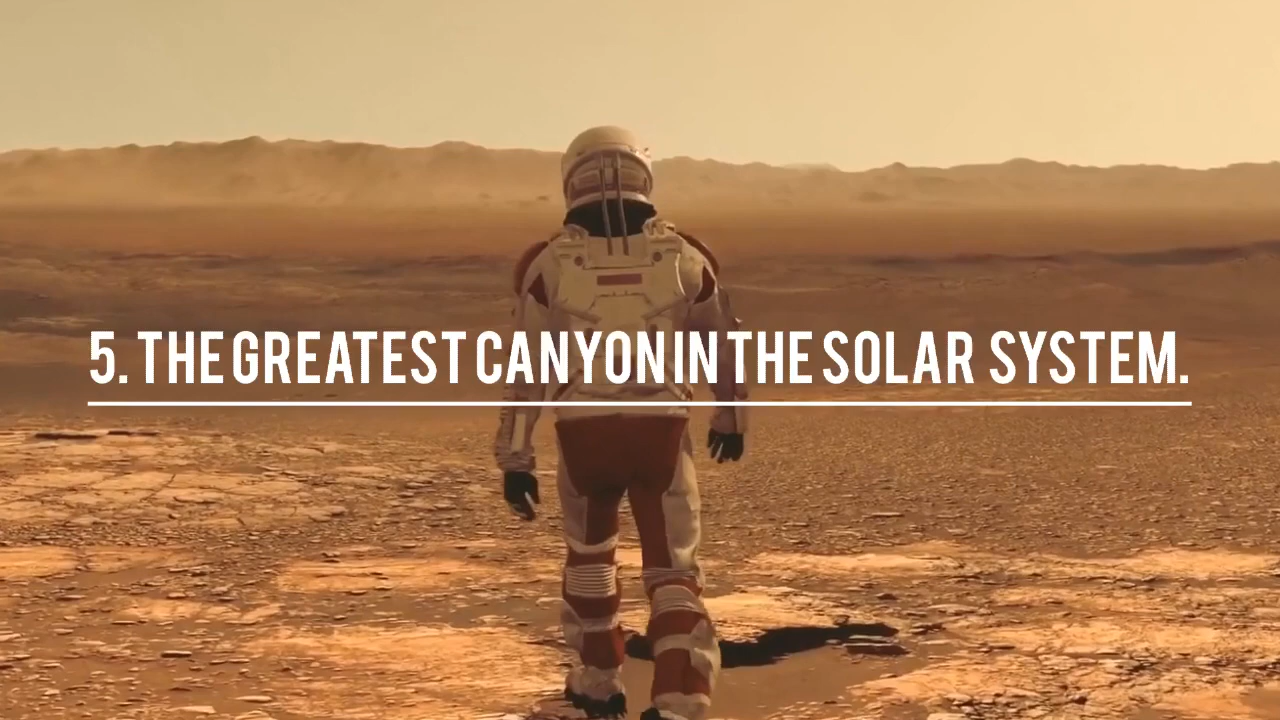 5. THE GREATEST CANYON IN THE SOLAR SYSTEM.